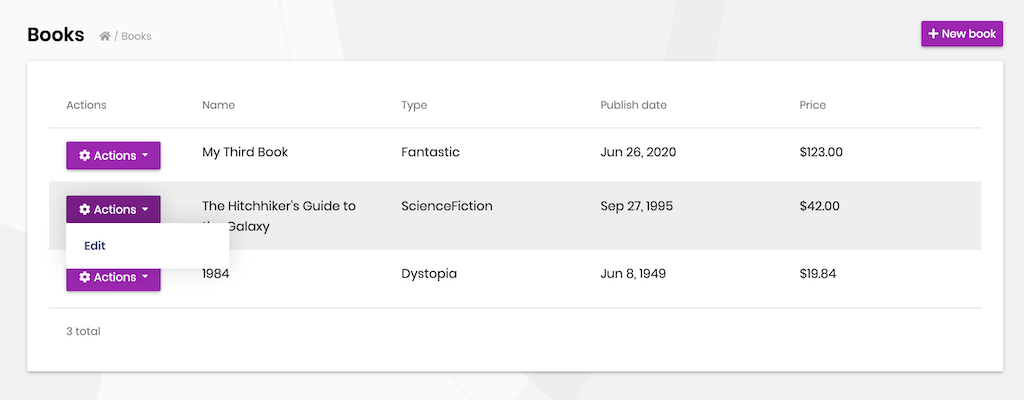 Books / Books
+ New book
Actions Name Type Publish date Price
Actions My Third Book Fantastic Jun 26, 2020 $123.00
Actions The Hitchhiker's Guide to ScienceFiction Sep 27, 1995 $42.00
Galaxy
Edit
Actions 1984 Dystopia Jun 8, 1949 $19.84
3 total